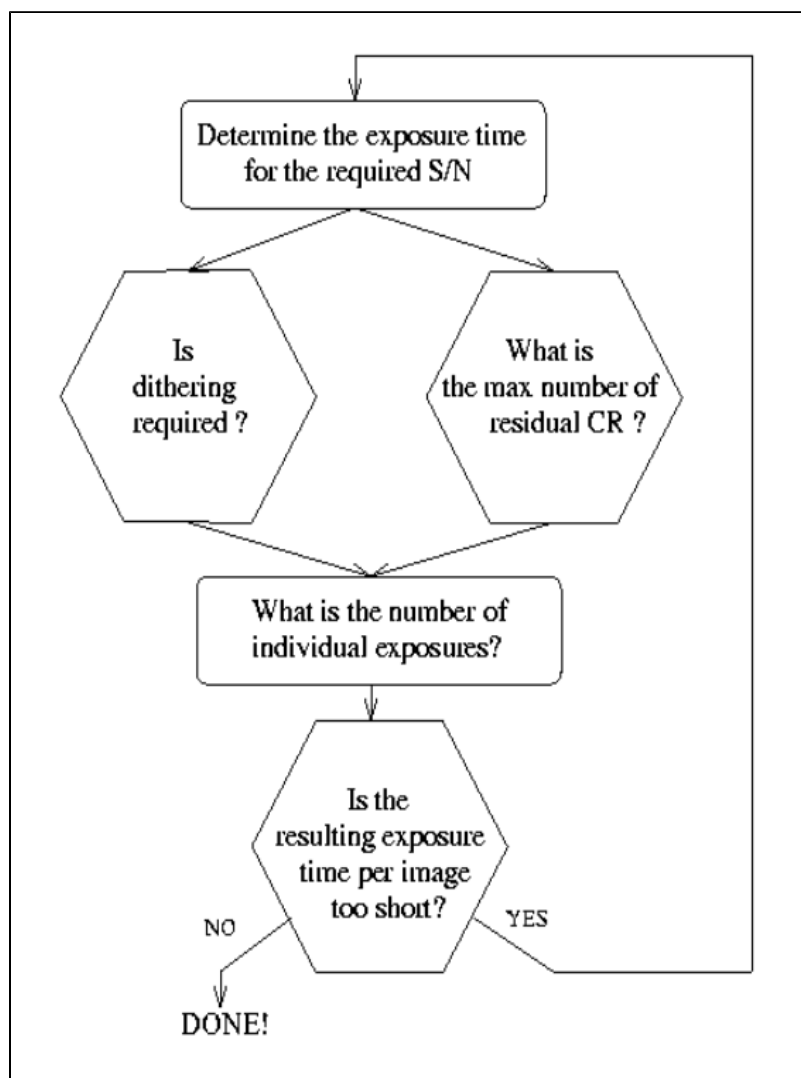 Determine the exposure time
for the required S/N
Is
dithering
required ?
What is
the max number of
residual CR ?
What is the number of
individual exposures?
Is the
resulting exposure
time per image
too short?
NO
YES
DONE!